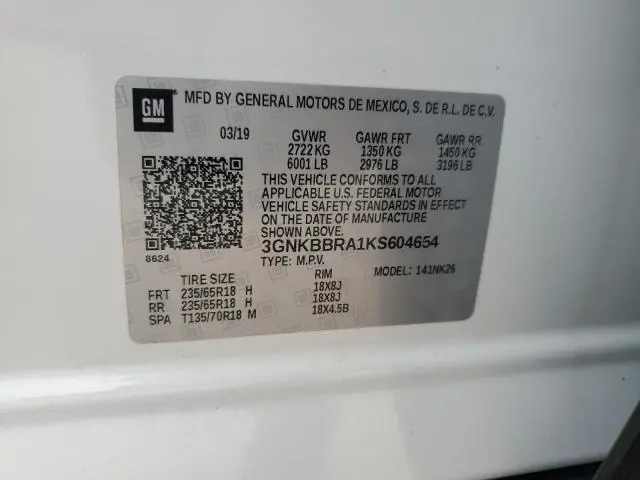 GM
MFD BY GENERAL MOTORS DE MEXICO, S. DE R.L. DE C.V.
03/19 GVWR GAWR FRT GAWR RR
2722 KG 1350 KG 1450 KG
6001 LB 2976 LB 3196 LB
THIS VEHICLE CONFORMS TO ALL
APPLICABLE U.S. FEDERAL MOTOR
VEHICLE SAFETY STANDARDS IN EFFECT
ON THE DATE OF MANUFACTURE
SHOWN ABOVE.
8624 3GNKBBRA1KS604654
TYPE: M.P.V. MODEL: 141NK26
TIRE SIZE RIM
FRT 235/65R18 H 18X8J
RR 235/65R18 H 18X8J
SPA T135/70R18 M 18X4.5B